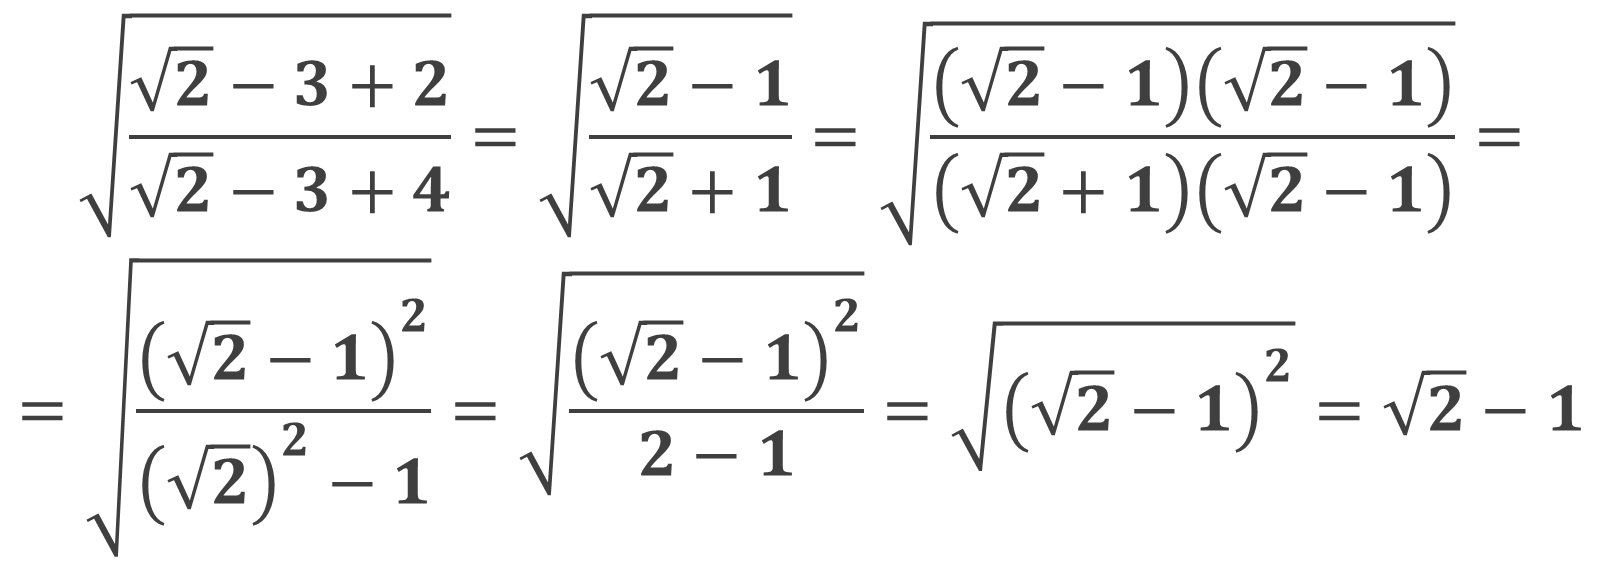 √((√2 − 3 + 2)/(√2 − 3 + 4)) = √((√2 − 1)/(√2 + 1)) = √(((√2 − 1)(√2 − 1))/((√2 + 1)(√2 − 1))) =
= √((√2 − 1)²/((√2)² − 1)) = √((√2 − 1)²/(2 − 1)) = √((√2 − 1)²) = √2 − 1